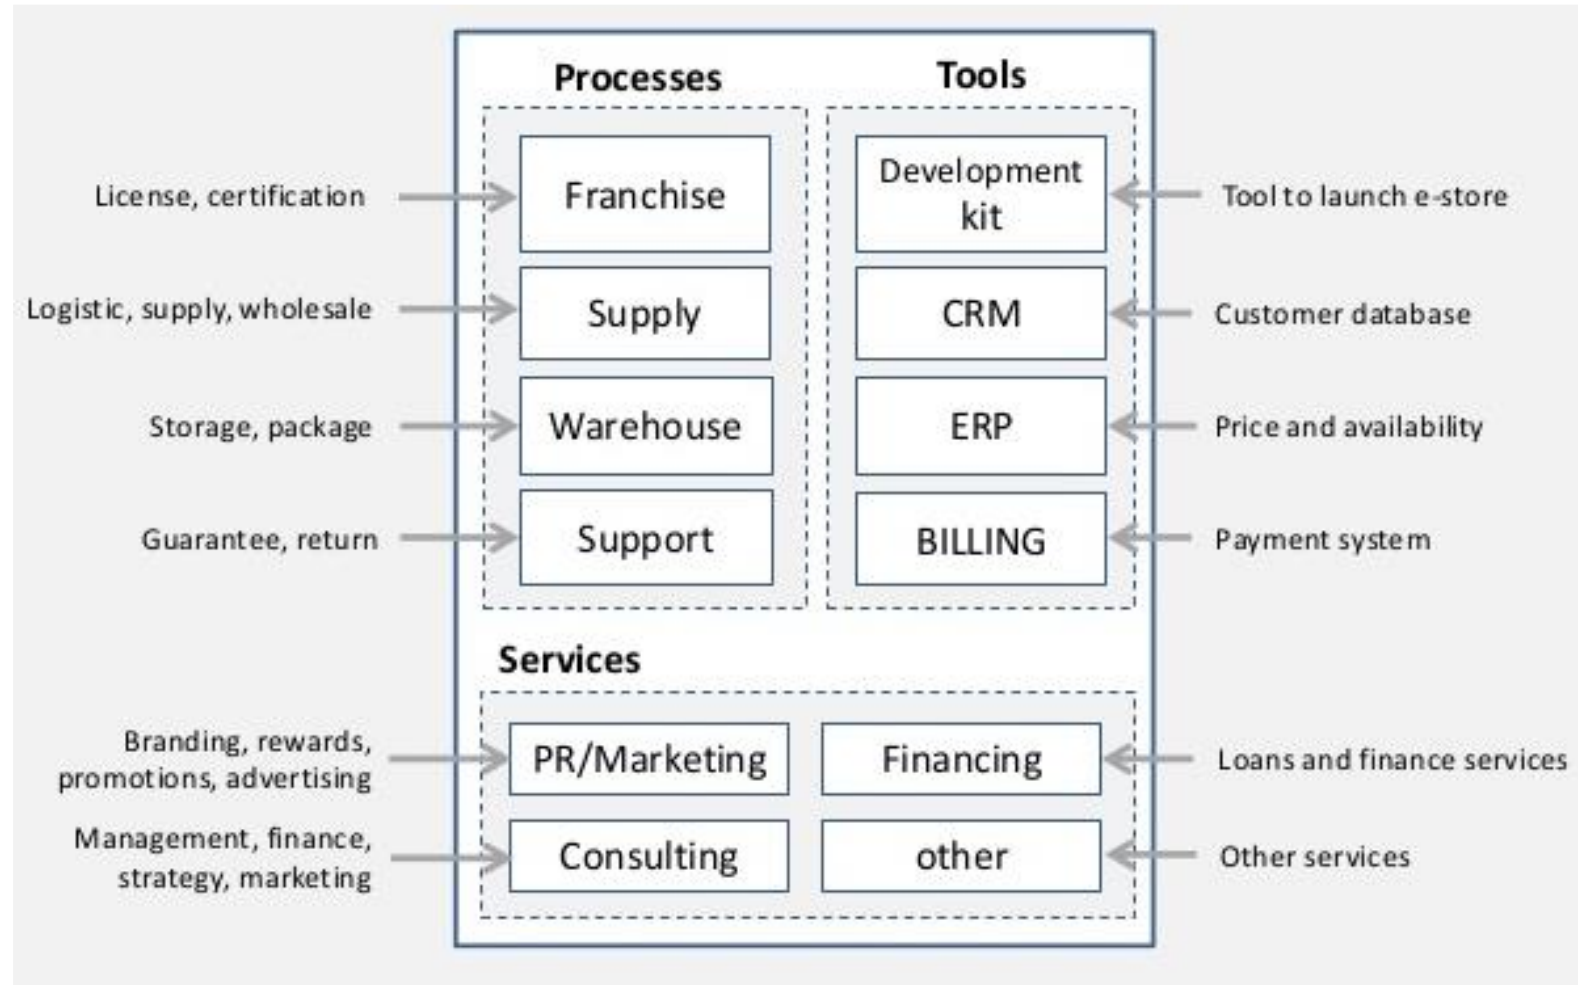 Processes
Tools
License, certification
Franchise
Development
kit
Tool to launch e-store
Logistic, supply, wholesale
Supply
CRM
Customer database
Storage, package
Warehouse
ERP
Price and availability
Guarantee, return
Support
BILLING
Payment system
Services
Branding, rewards,
promotions, advertising
PR/Marketing
Financing
Loans and finance services
Management, finance,
strategy, marketing
Consulting
other
Other services